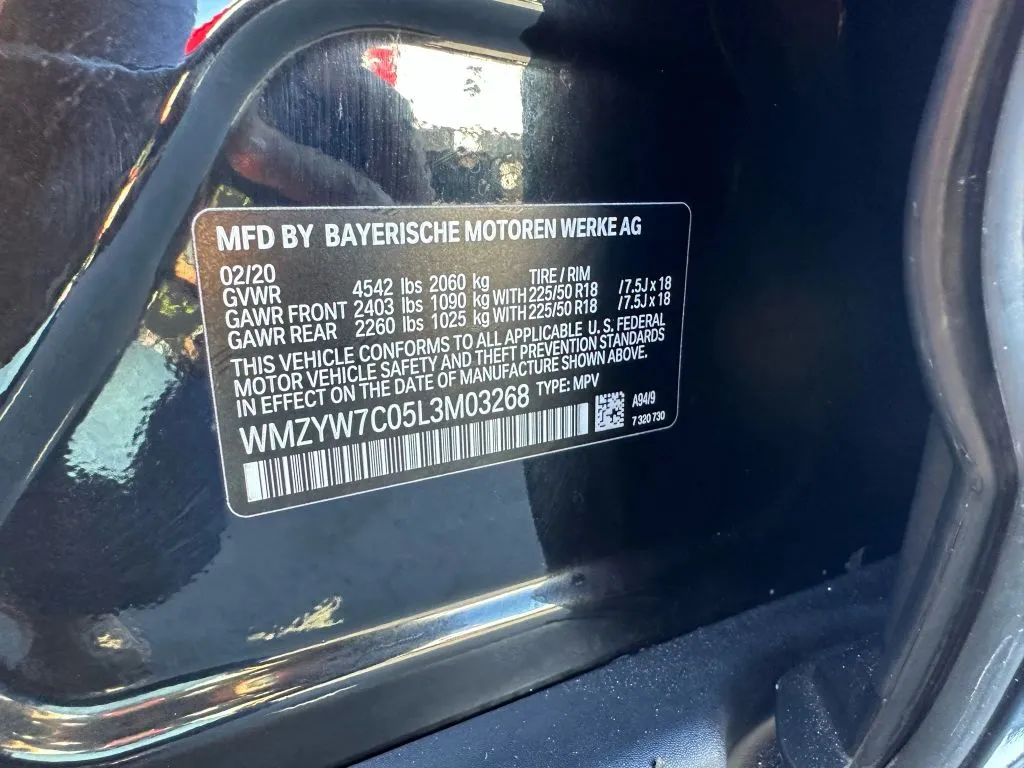 MFD BY BAYERISCHE MOTOREN WERKE AG
02/20 TIRE / RIM
GVWR 4542 lbs 2060 kg
GAWR FRONT 2403 lbs 1090 kg WITH 225/50 R18 /7.5J x 18
GAWR REAR 2260 lbs 1025 kg WITH 225/50 R18 /7.5J x 18
THIS VEHICLE CONFORMS TO ALL APPLICABLE U.S. FEDERAL
MOTOR VEHICLE SAFETY AND THEFT PREVENTION STANDARDS
IN EFFECT ON THE DATE OF MANUFACTURE SHOWN ABOVE.
WMZYW7C05L3M03268 TYPE: MPV
A94/9
7 320 730